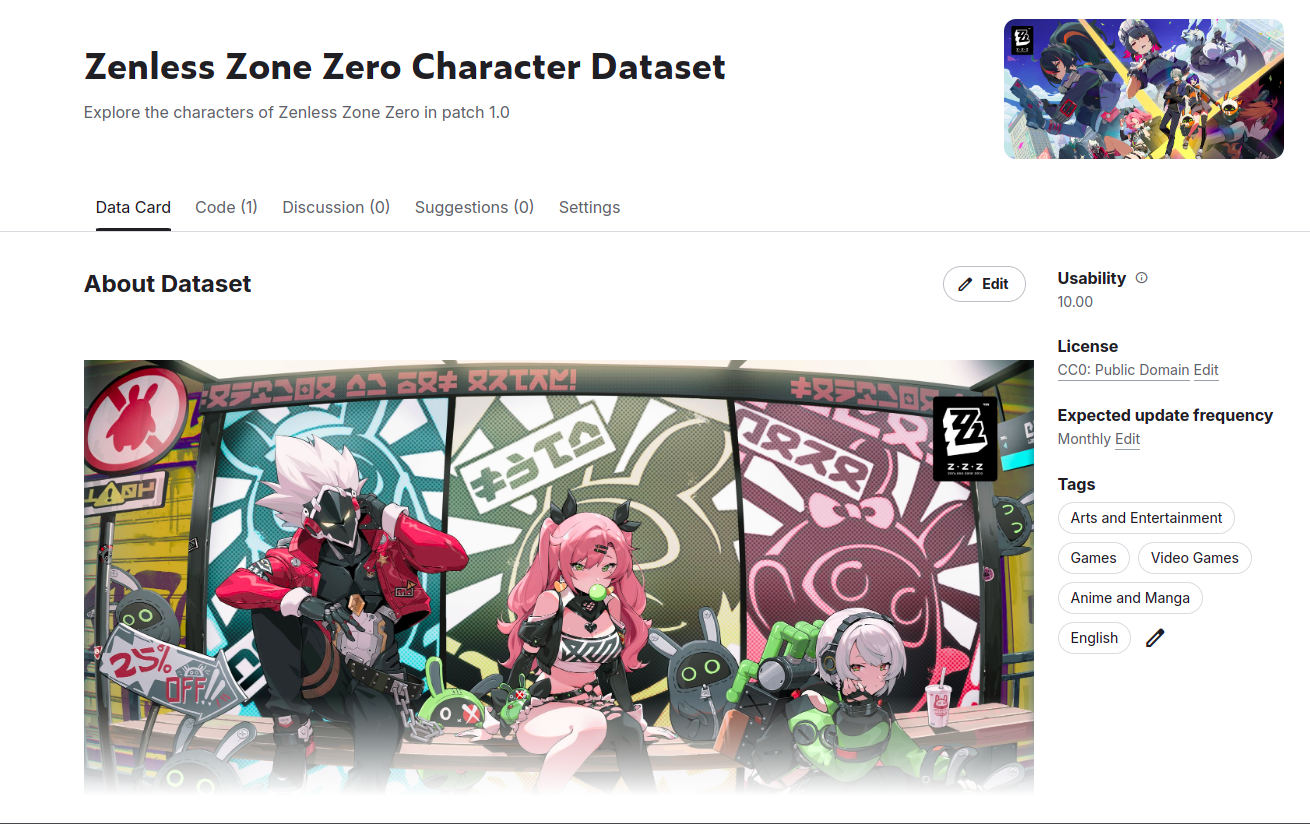 Zenless Zone Zero Character Dataset
Explore the characters of Zenless Zone Zero in patch 1.0
Data Card Code (1) Discussion (0) Suggestions (0) Settings
About Dataset
Edit
25%
OFF!
Z·Z·Z
Usability
10.00
License
CC0: Public Domain Edit
Expected update frequency
Monthly Edit
Tags
Arts and Entertainment
Games Video Games
Anime and Manga
English